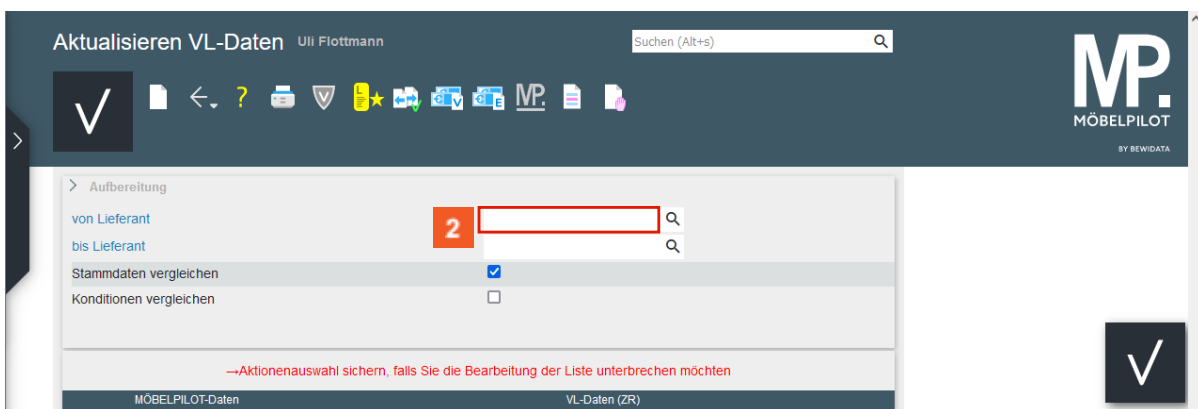 Aktualisieren VL-Daten Uli Flottmann
Suchen (Alt+s)
MP.
MÖBELPILOT
BY BEWIDATA
? V L V E MP.
Aufbereitung
von Lieferant
2
bis Lieferant
Stammdaten vergleichen
Konditionen vergleichen
→Aktionenauswahl sichern, falls Sie die Bearbeitung der Liste unterbrechen möchten
MÖBELPILOT-Daten VL-Daten (ZR)